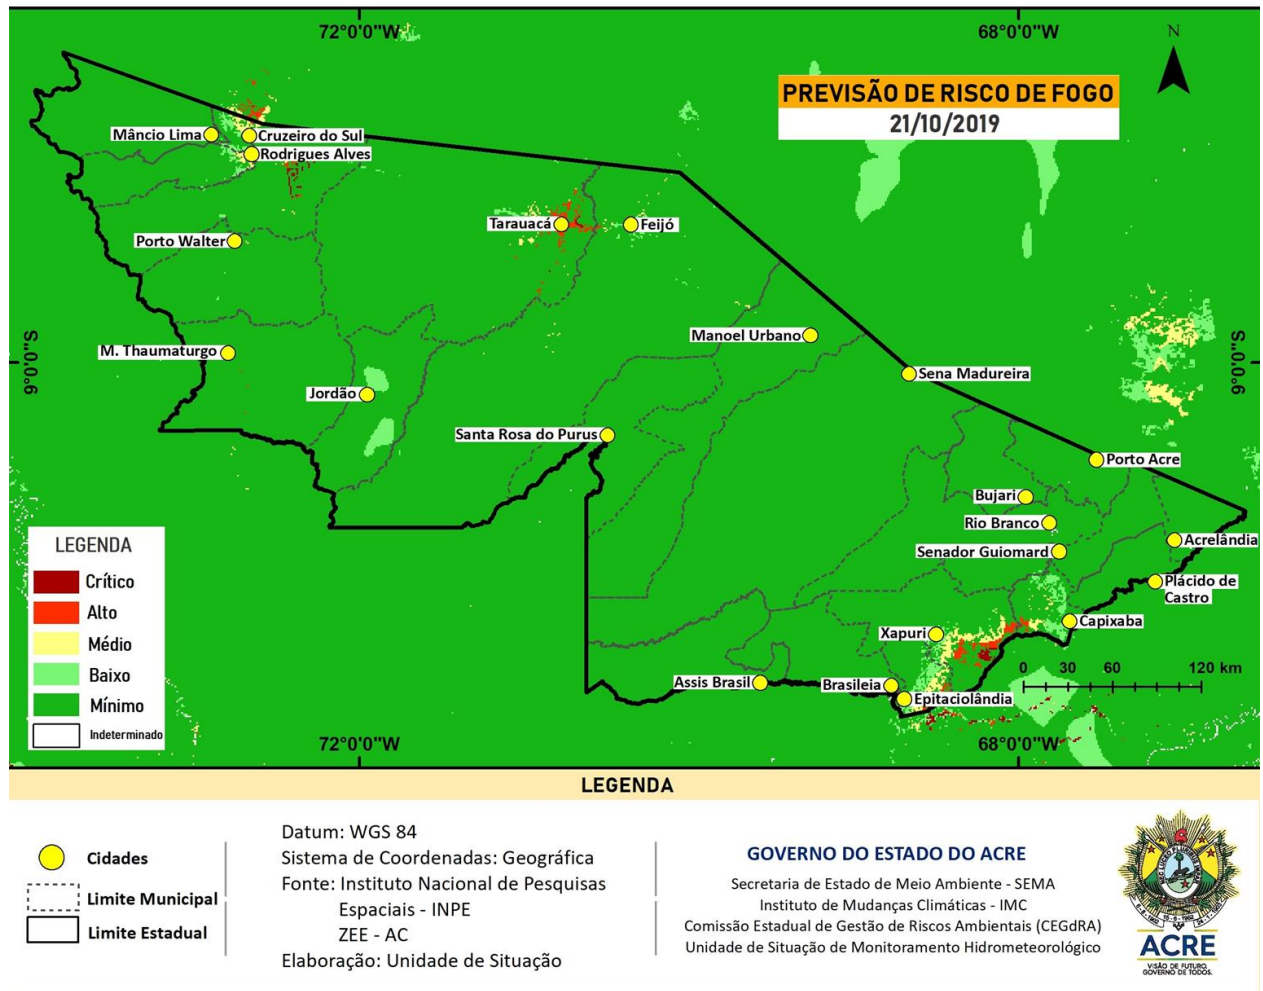 72°0'0"W
68°0'0"W
N
PREVISÃO DE RISCO DE FOGO
21/10/2019
Mâncio Lima
Cruzeiro do Sul
Rodrigues Alves
Tarauacá
Feijó
Porto Walter
Manoel Urbano
M. Thaumaturgo
9°0'0"S
9°0'0"S
Sena Madureira
Jordão
Santa Rosa do Purus
Porto Acre
Bujari
Rio Branco
Acrelândia
Senador Guiomard
Plácido de
Castro
Capixaba
Xapuri
Assis Brasil
Brasileia
Epitaciolândia
0 30 60 120 km
LEGENDA
Crítico
Alto
Médio
Baixo
Mínimo
Indeterminado
72°0'0"W
68°0'0"W
LEGENDA
Cidades
Limite Municipal
Limite Estadual
Datum: WGS 84
Sistema de Coordenadas: Geográfica
Fonte: Instituto Nacional de Pesquisas
Espaciais - INPE
ZEE - AC
Elaboração: Unidade de Situação
GOVERNO DO ESTADO DO ACRE
Secretaria de Estado de Meio Ambiente - SEMA
Instituto de Mudanças Climáticas - IMC
Comissão Estadual de Gestão de Riscos Ambientais (CEGdRA)
Unidade de Situação de Monitoramento Hidrometeorológico
ACRE
VISÃO DE FUTURO,
GOVERNO DE TODOS.